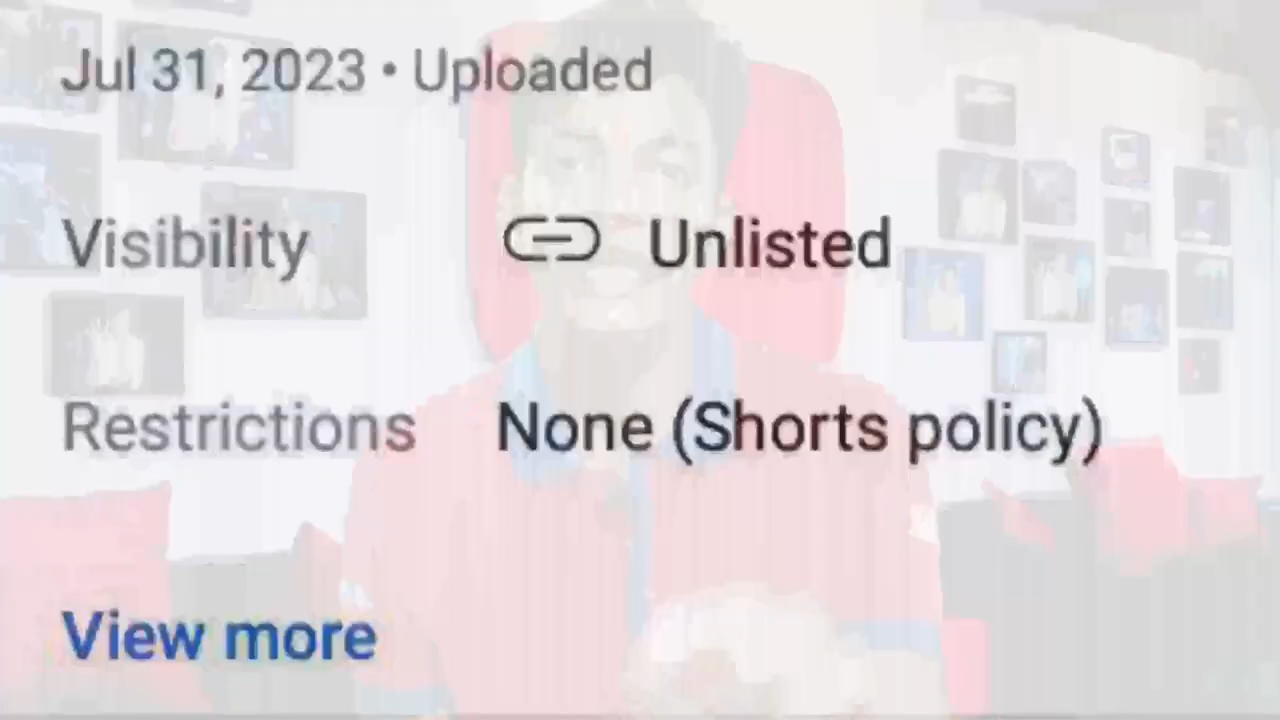 Jul 31, 2023 • Uploaded
Visibility Unlisted
Restrictions None (Shorts policy)
View more